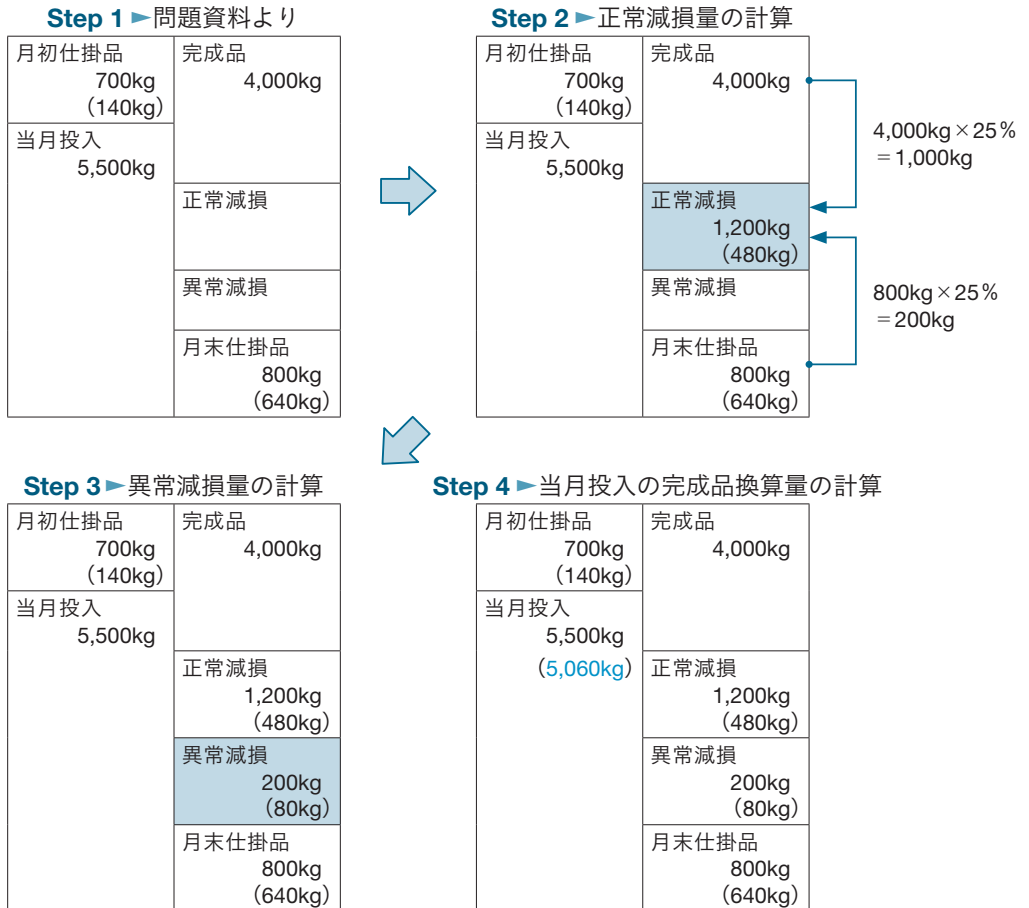 Step 1 ►問題資料より
月初仕掛品
700kg
(140kg)
当月投入
5,500kg
完成品
4,000kg
正常減損
異常減損
月末仕掛品
800kg
(640kg)
Step 2 ►正常減損量の計算
月初仕掛品
700kg
(140kg)
当月投入
5,500kg
完成品
4,000kg
正常減損
1,200kg
(480kg)
異常減損
月末仕掛品
800kg
(640kg)
4,000kg×25%
=1,000kg
800kg×25%
=200kg
Step 3 ►異常減損量の計算
月初仕掛品
700kg
(140kg)
当月投入
5,500kg
完成品
4,000kg
正常減損
1,200kg
(480kg)
異常減損
200kg
(80kg)
月末仕掛品
800kg
(640kg)
Step 4 ►当月投入の完成品換算量の計算
月初仕掛品
700kg
(140kg)
当月投入
5,500kg
(5,060kg)
完成品
4,000kg
正常減損
1,200kg
(480kg)
異常減損
200kg
(80kg)
月末仕掛品
800kg
(640kg)